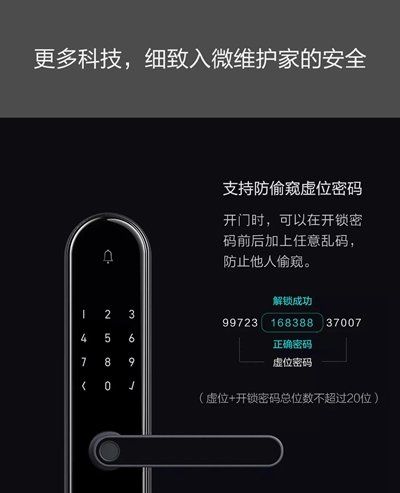 更多科技，细致入微维护家的安全
支持防偷窥虚位密码
开门时，可以在开锁密
码前后加上任意乱码，
防止他人偷窥。
解锁成功
99723 168388 37007
正确密码
虚位密码
（虚位+开锁密码总位数不超过20位）
1 2 3
4 5 6
7 8 9
< 0 √